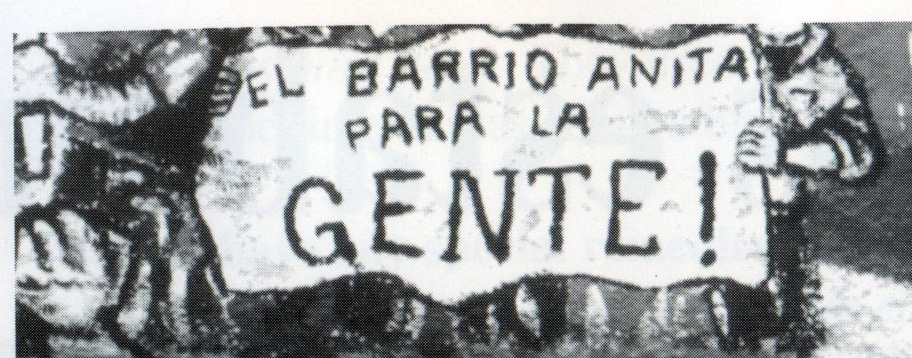 EL BARRIO ANITA
PARA LA
GENTE!